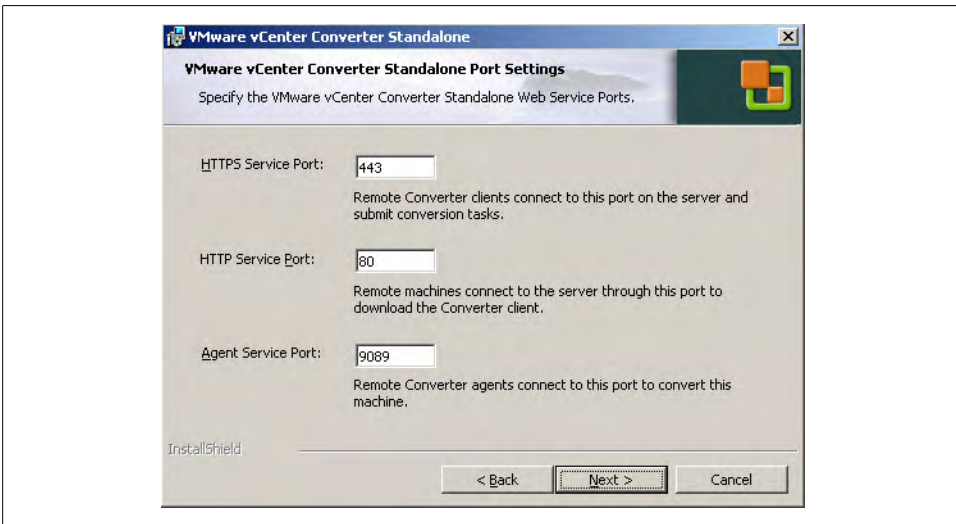 VMware vCenter Converter Standalone
VMware vCenter Converter Standalone Port Settings
Specify the VMware vCenter Converter Standalone Web Service Ports.
HTTPS Service Port:
443
Remote Converter clients connect to this port on the server and
submit conversion tasks.
HTTP Service Port:
80
Remote machines connect to the server through this port to
download the Converter client.
Agent Service Port:
9089
Remote Converter agents connect to this port to convert this
machine.
InstallShield
< Back
Next >
Cancel